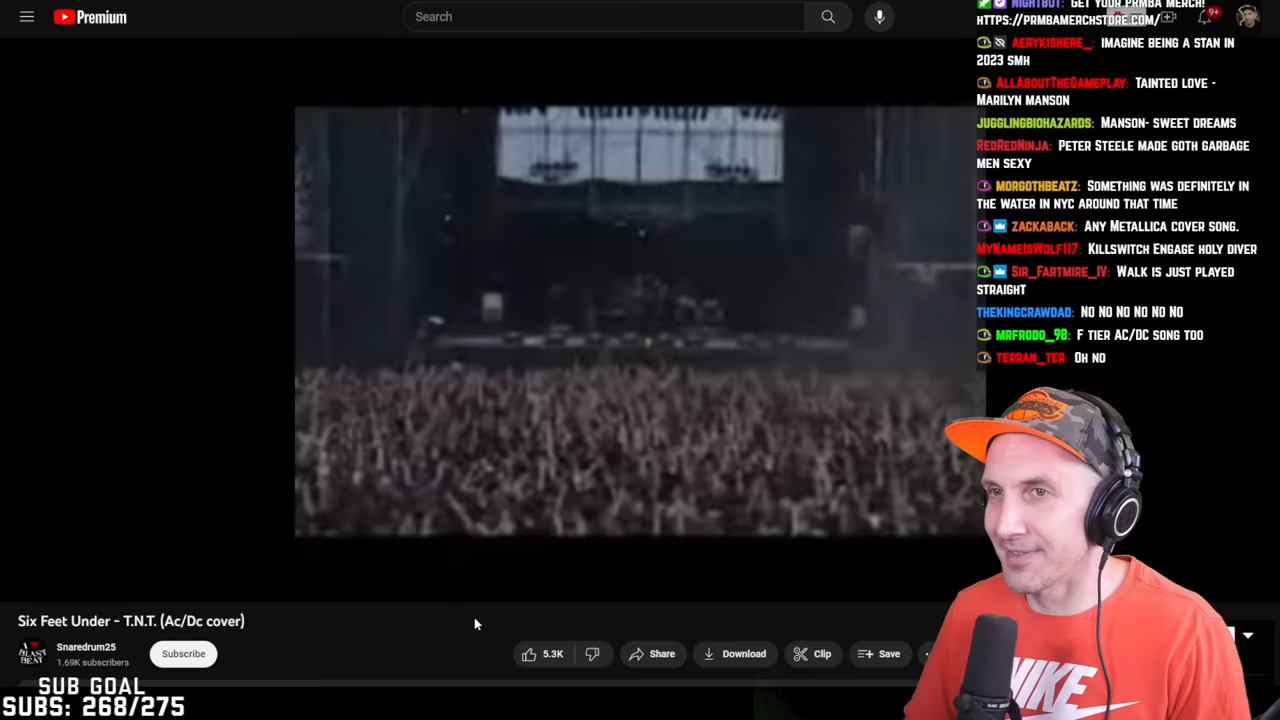 Premium
Search
9+
NIGHTBOT: GET YOUR PRMBA MERCH!
HTTPS://PRMBAMERCHSTORE.COM/
AERYKISHERE_: IMAGINE BEING A STAN IN
2023 SMH
ALLABOUTTHEGAMEPLAY: TAINTED LOVE -
MARILYN MANSON
JUGGLINGBIOHAZARDS: MANSON- SWEET DREAMS
REDREDNINJA: PETER STEELE MADE GOTH GARBAGE
MEN SEXY
MORGOTHBEATZ: SOMETHING WAS DEFINITELY IN
THE WATER IN NYC AROUND THAT TIME
ZACKABACK: ANY METALLICA COVER SONG.
MYNAMEISWOLF117: KILLSWITCH ENGAGE HOLY DIVER
SIR_FARTMIRE_IV: WALK IS JUST PLAYED
STRAIGHT
THEKINGCRAWDAD: NO NO NO NO NO NO
MRFRODO_98: F TIER AC/DC SONG TOO
TERRAN_TER: OH NO
Six Feet Under - T.N.T. (Ac/Dc cover)
I BLAST BEAT
Snaredrum25
1.69K subscribers
Subscribe
5.3K
Share
Download
Clip
Save
SUB GOAL
SUBS: 268/275
NIKE